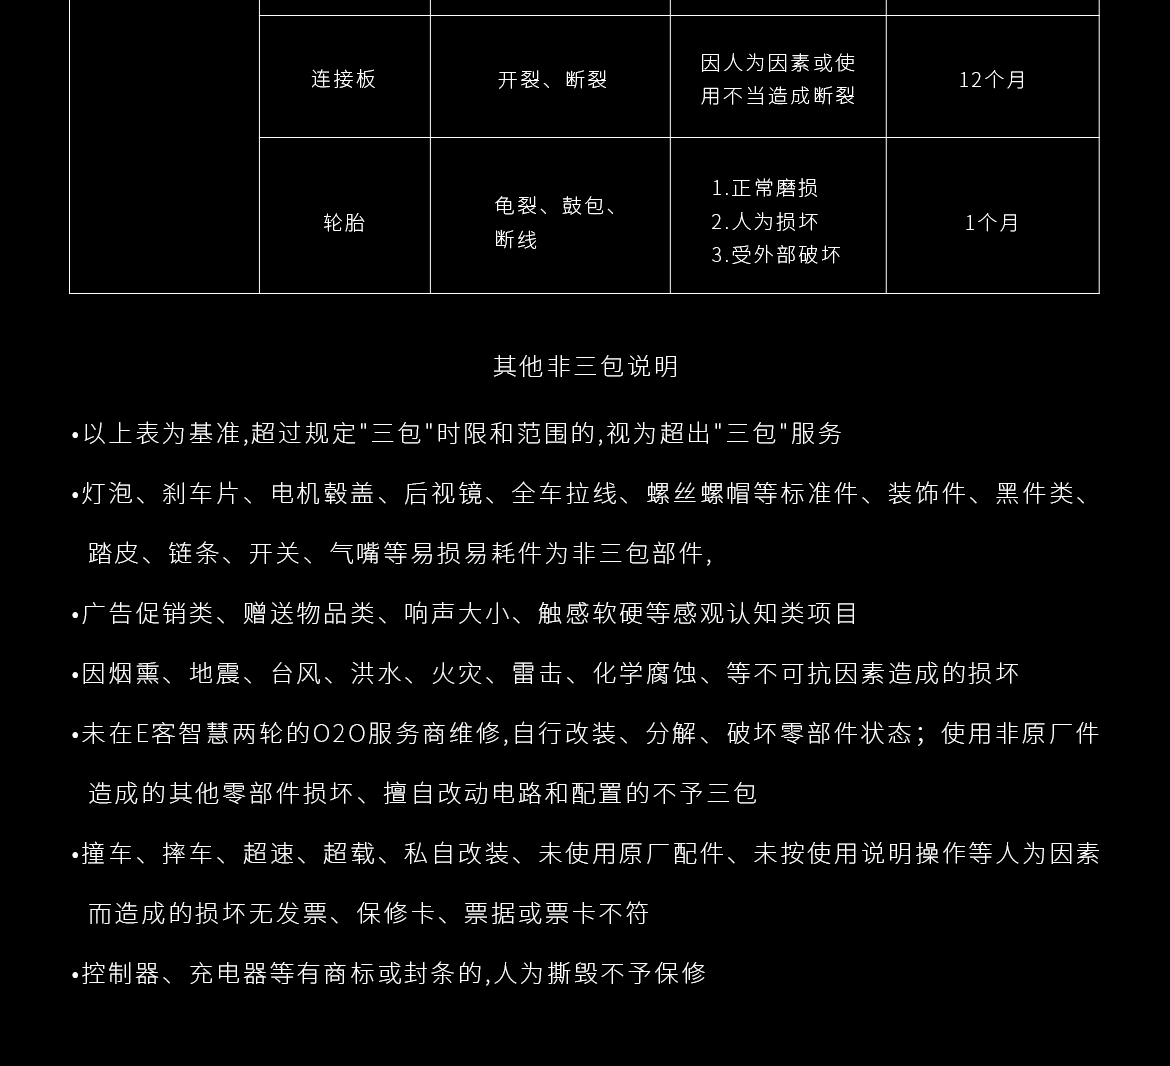 连接板
开裂、断裂
因人为因素或使
用不当造成断裂
12个月
轮胎
龟裂、鼓包、
断线
1.正常磨损
2.人为损坏
3.受外部破坏
1个月
其他非三包说明
•以上表为基准,超过规定"三包"时限和范围的,视为超出"三包"服务
•灯泡、刹车片、电机毂盖、后视镜、全车拉线、螺丝螺帽等标准件、装饰件、黑件类、
踏皮、链条、开关、气嘴等易损易耗件为非三包部件,
•广告促销类、赠送物品类、响声大小、触感软硬等感观认知类项目
•因烟熏、地震、台风、洪水、火灾、雷击、化学腐蚀、等不可抗因素造成的损坏
•未在E客智慧两轮的O2O服务商维修,自行改装、分解、破坏零部件状态；使用非原厂件
造成的其他零部件损坏、擅自改动电路和配置的不予三包
•撞车、摔车、超速、超载、私自改装、未使用原厂配件、未按使用说明操作等人为因素
而造成的损坏无发票、保修卡、票据或票卡不符
•控制器、充电器等有商标或封条的,人为撕毁不予保修